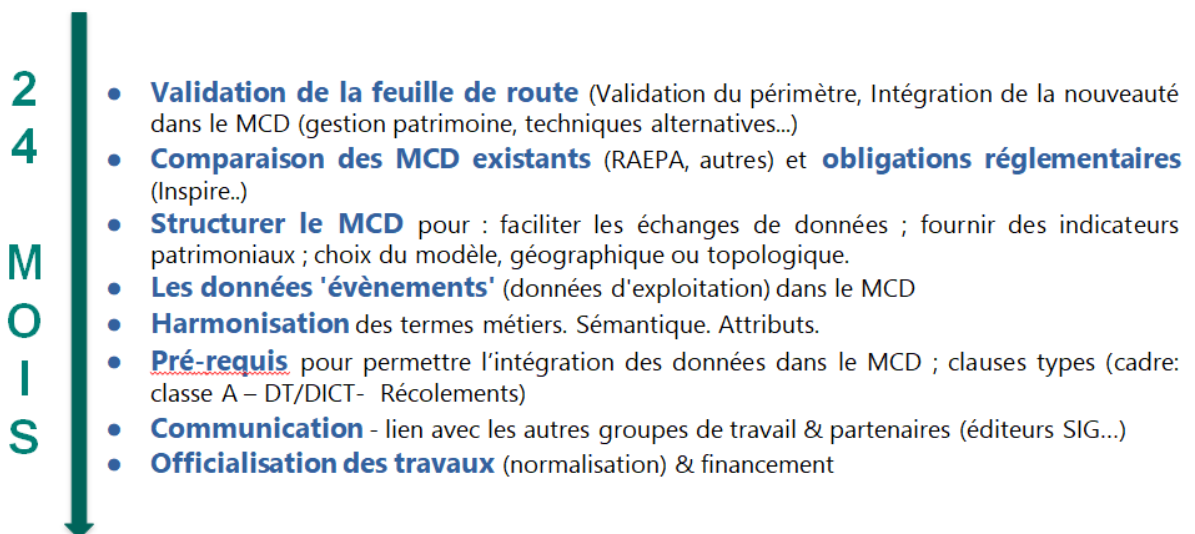 24 MOIS
● Validation de la feuille de route (Validation du périmètre, Intégration de la nouveauté
dans le MCD (gestion patrimoine, techniques alternatives...)
● Comparaison des MCD existants (RAEPA, autres) et obligations réglementaires
(Inspire..)
● Structurer le MCD pour : faciliter les échanges de données ; fournir des indicateurs
patrimoniaux ; choix du modèle, géographique ou topologique.
● Les données 'évènements' (données d'exploitation) dans le MCD
● Harmonisation des termes métiers. Sémantique. Attributs.
● Pré-requis pour permettre l’intégration des données dans le MCD ; clauses types (cadre:
classe A – DT/DICT- Récolements)
● Communication - lien avec les autres groupes de travail & partenaires (éditeurs SIG...)
● Officialisation des travaux (normalisation) & financement